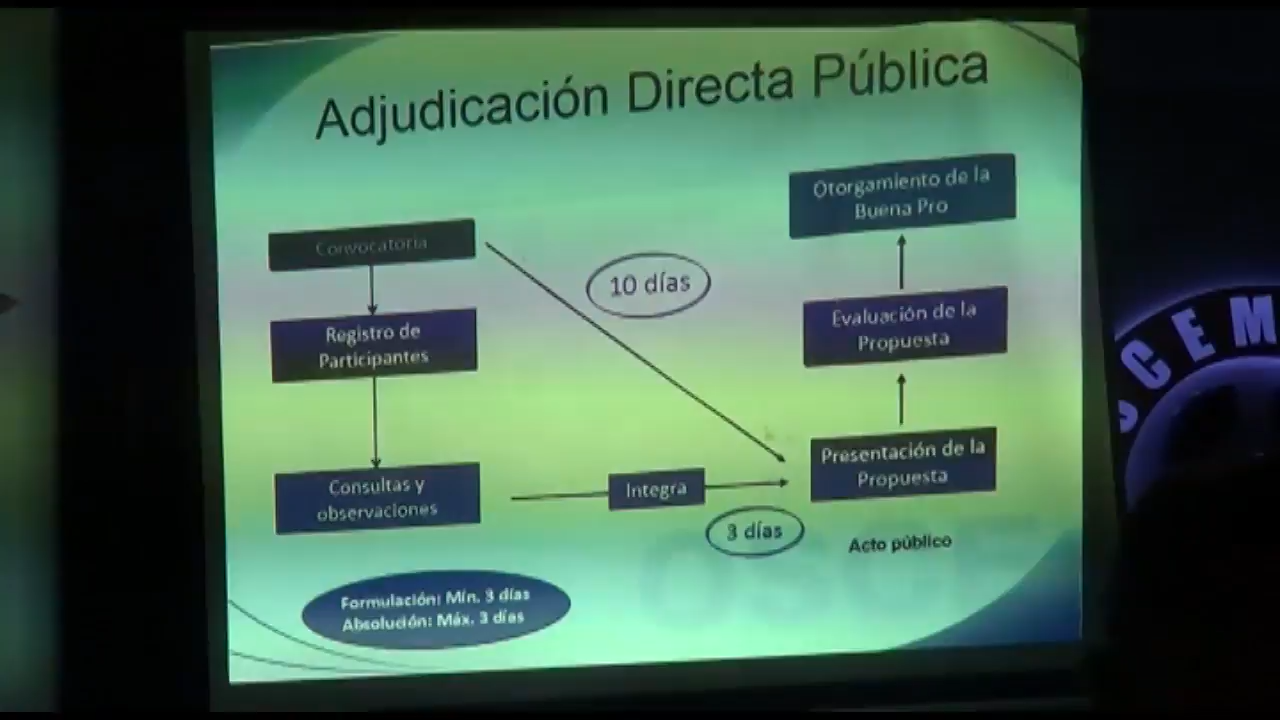 Adjudicación Directa Pública
Convocatoria
Registro de
Participantes
Consultas y
observaciones
Formulación: Mín. 3 días
Absolución: Máx. 3 días
10 días
Integra
3 días
Otorgamiento de la
Buena Pro
Evaluación de la
Propuesta
Presentación de la
Propuesta
Acto público